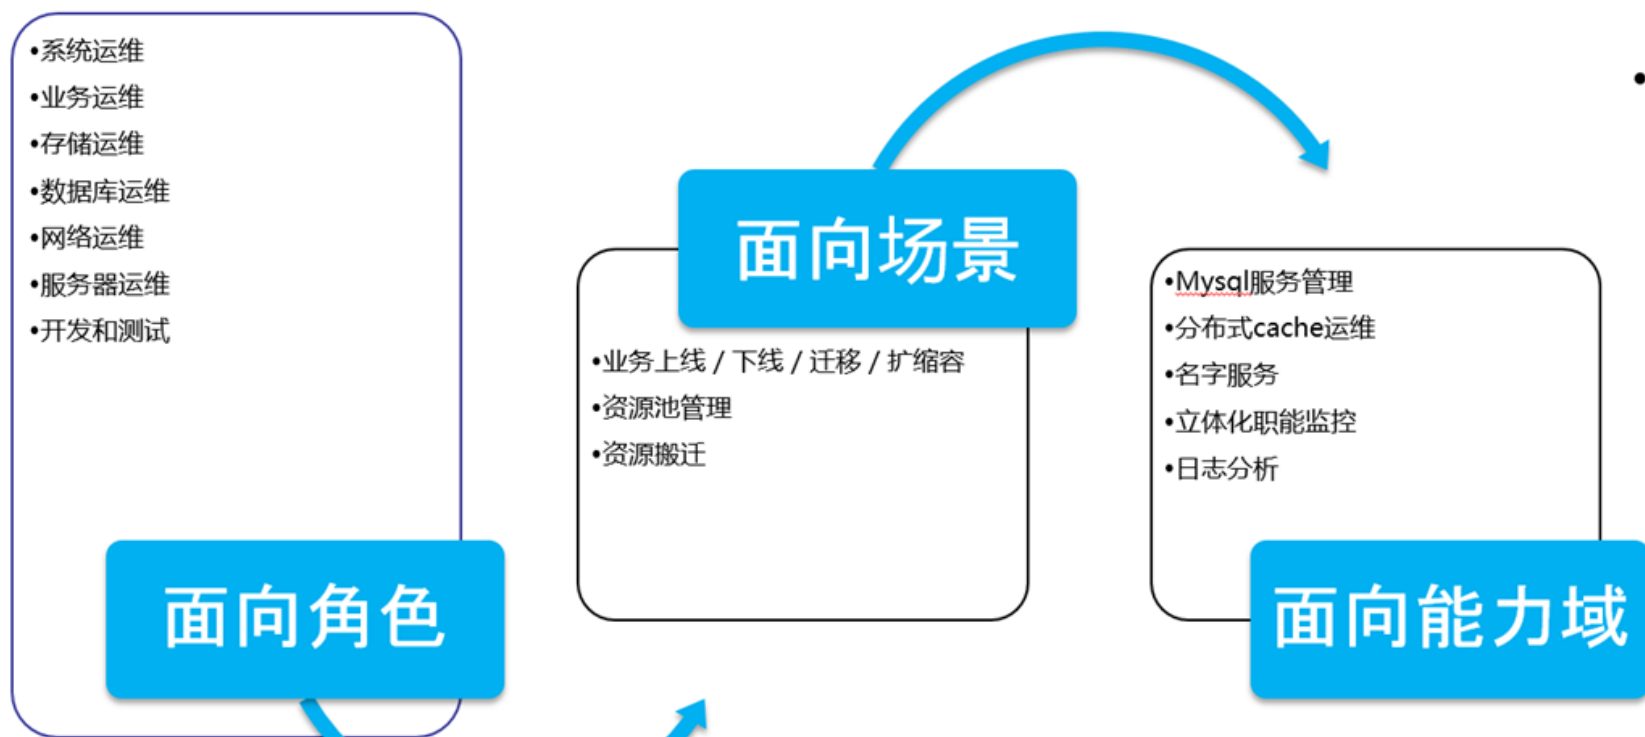 •系统运维
•业务运维
•存储运维
•数据库运维
•网络运维
•服务器运维
•开发和测试
面向角色
面向场景
•业务上线 / 下线 / 迁移 / 扩缩容
•资源池管理
•资源搬迁
•Mysql服务管理
•分布式cache运维
•名字服务
•立体化职能监控
•日志分析
面向能力域